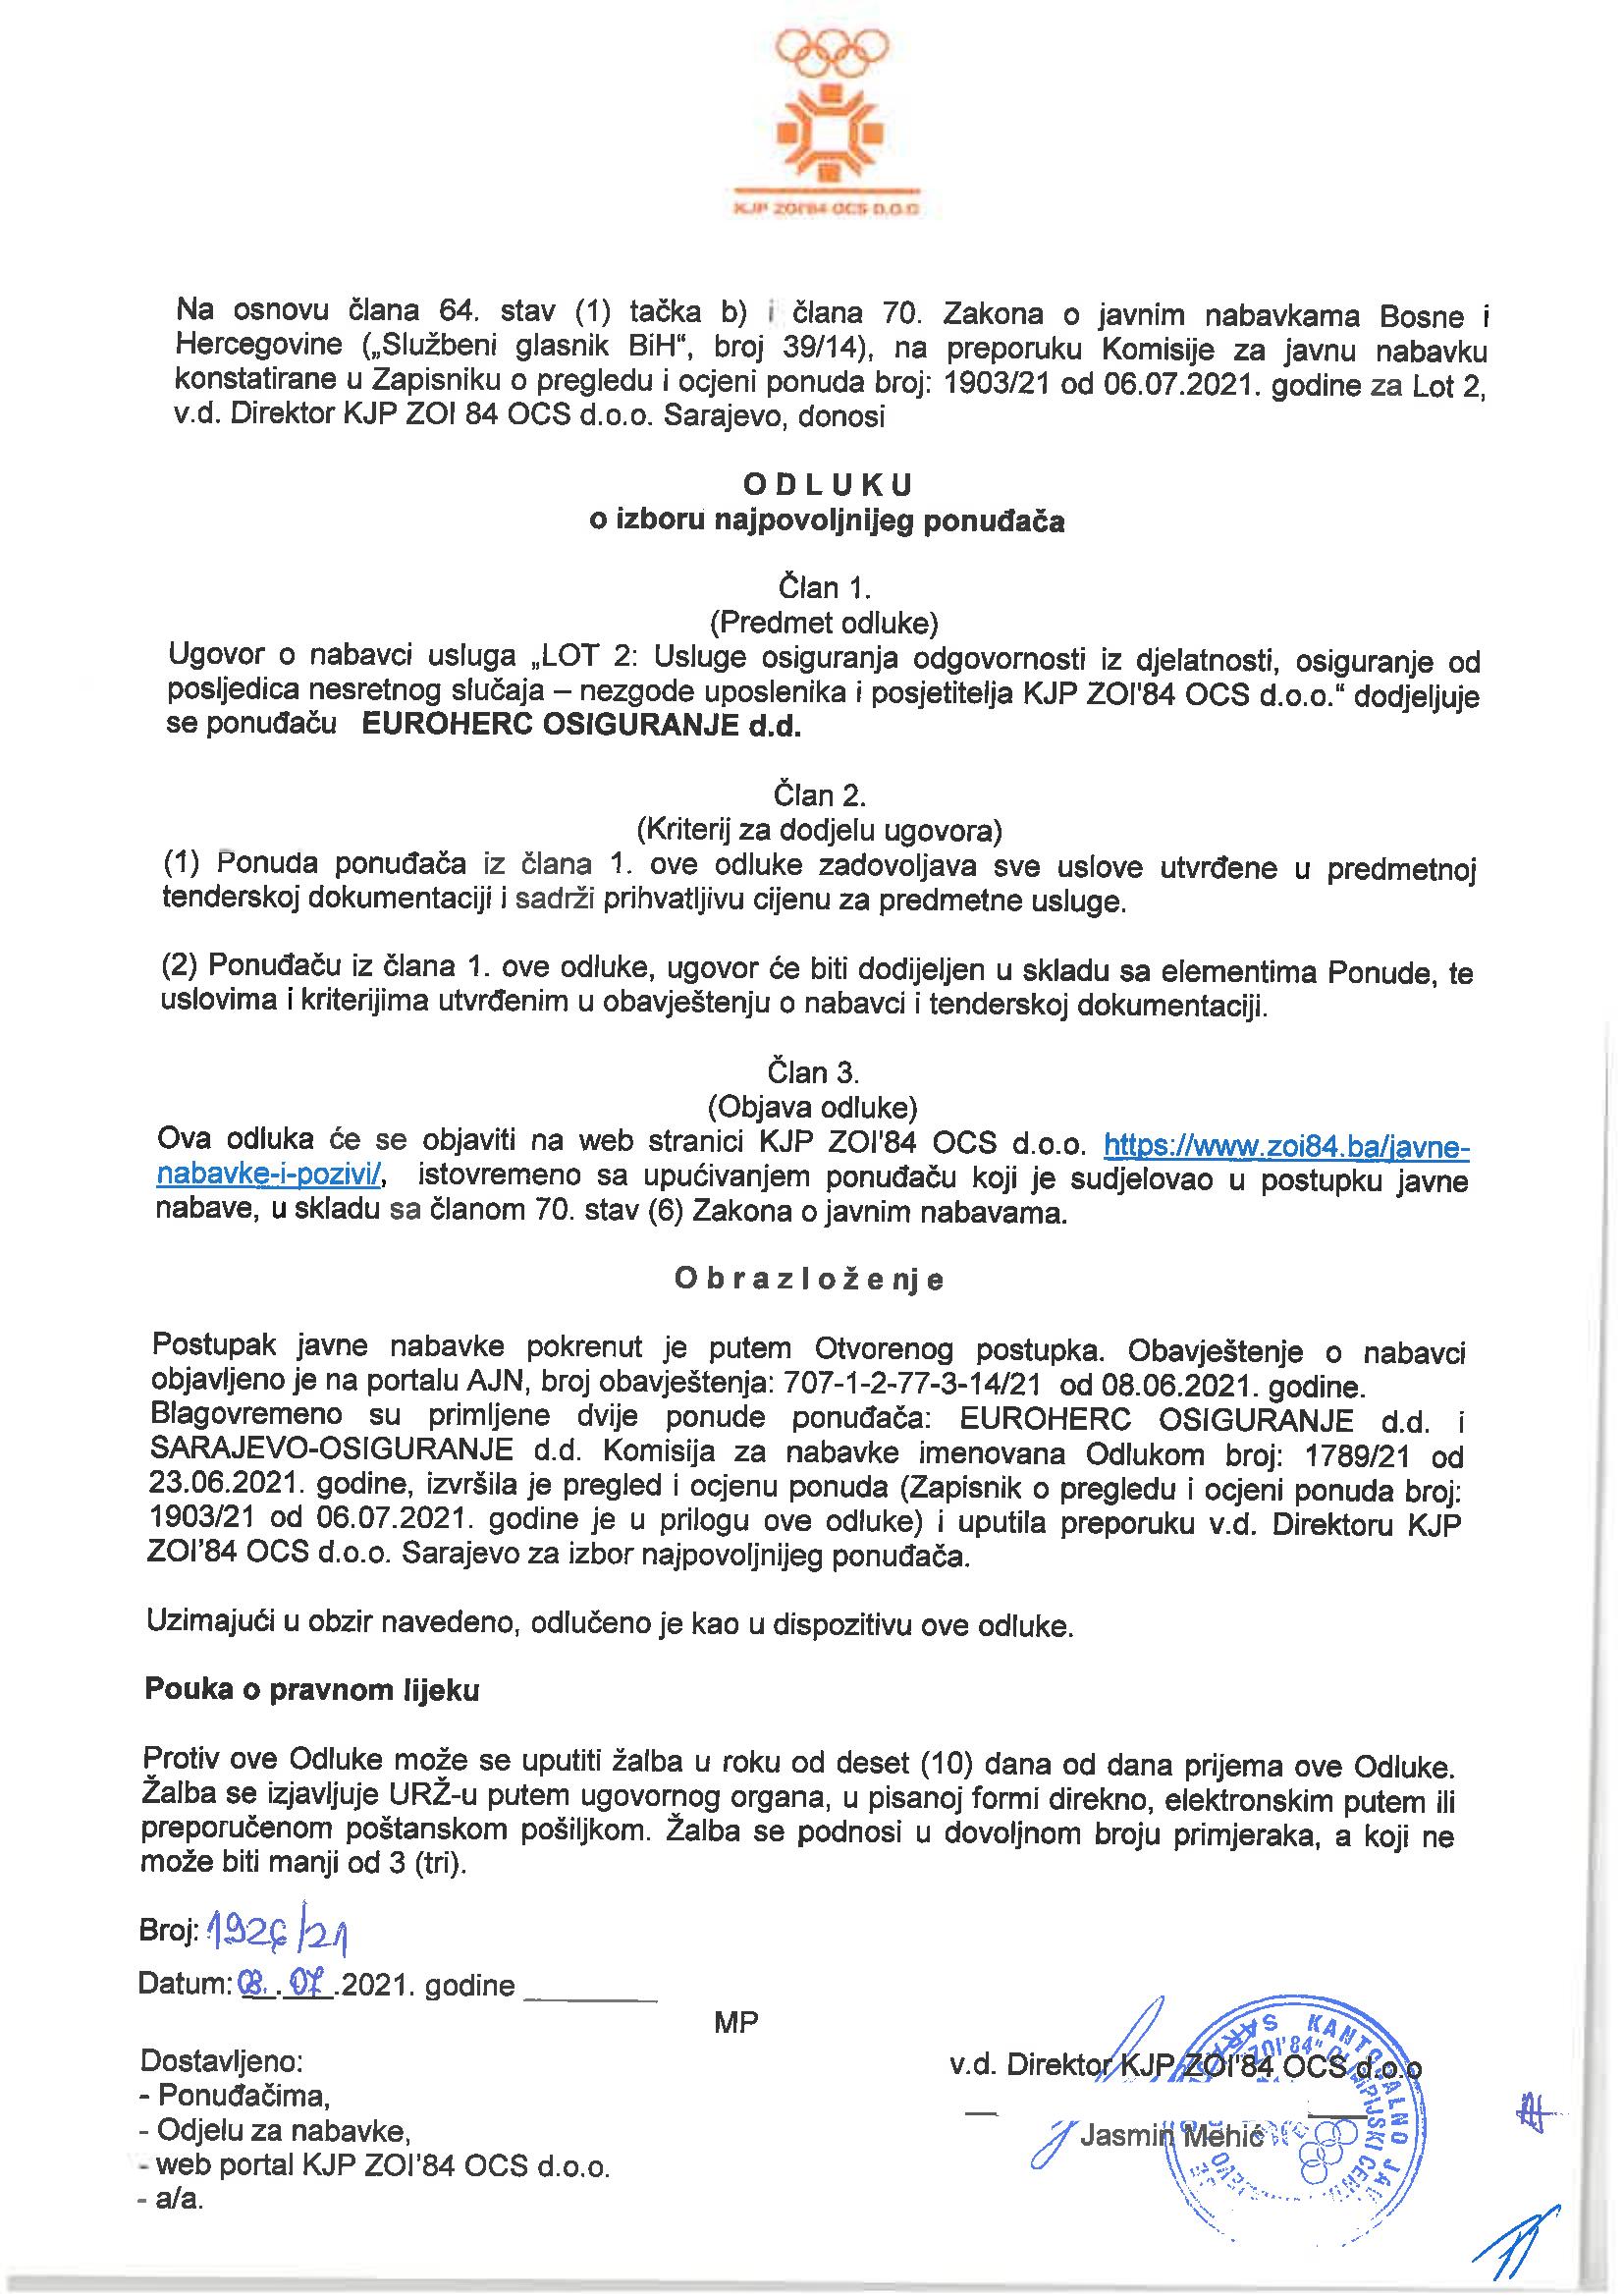 KJP ZOI'84 OCS D.O.O
Na osnovu člana 64. stav (1) tačka b) i člana 70. Zakona o javnim nabavkama Bosne i
Hercegovine („Službeni glasnik BiH“, broj 39/14), na preporuku Komisije za javnu nabavku
konstatirane u Zapisniku o pregledu i ocjeni ponuda broj: 1903/21 od 06.07.2021. godine za Lot 2,
v.d. Direktor KJP ZOI 84 OCS d.o.o. Sarajevo, donosi
O D L U K U
o izboru najpovoljnijeg ponuđača
Član 1.
(Predmet odluke)
Ugovor o nabavci usluga „LOT 2: Usluge osiguranja odgovornosti iz djelatnosti, osiguranje od
posljedica nesretnog slučaja – nezgode uposlenika i posjetitelja KJP ZOI'84 OCS d.o.o.“ dodjeljuje
se ponuđaču EUROHERC OSIGURANJE d.d.
Član 2.
(Kriterij za dodjelu ugovora)
(1) Ponuda ponuđača iz člana 1. ove odluke zadovoljava sve uslove utvrđene u predmetnoj
tenderskoj dokumentaciji i sadrži prihvatljivu cijenu za predmetne usluge.
(2) Ponuđaču iz člana 1. ove odluke, ugovor će biti dodijeljen u skladu sa elementima Ponude, te
uslovima i kriterijima utvrđenim u obavještenju o nabavci i tenderskoj dokumentaciji.
Član 3.
(Objava odluke)
Ova odluka će se objaviti na web stranici KJP ZOI'84 OCS d.o.o. https://www.zoi84.ba/javne-
nabavke-i-pozivi/, istovremeno sa upućivanjem ponuđaču koji je sudjelovao u postupku javne
nabave, u skladu sa članom 70. stav (6) Zakona o javnim nabavama.
O b r a z l o ž e nj e
Postupak javne nabavke pokrenut je putem Otvorenog postupka. Obavještenje o nabavci
objavljeno je na portalu AJN, broj obavještenja: 707-1-2-77-3-14/21 od 08.06.2021. godine.
Blagovremeno su primljene dvije ponude ponuđača: EUROHERC OSIGURANJE d.d. i
SARAJEVO-OSIGURANJE d.d. Komisija za nabavke imenovana Odlukom broj: 1789/21 od
23.06.2021. godine, izvršila je pregled i ocjenu ponuda (Zapisnik o pregledu i ocjeni ponuda broj:
1903/21 od 06.07.2021. godine je u prilogu ove odluke) i uputila preporuku v.d. Direktoru KJP
ZOI'84 OCS d.o.o. Sarajevo za izbor najpovoljnijeg ponuđača.
Uzimajući u obzir navedeno, odlučeno je kao u dispozitivu ove odluke.
Pouka o pravnom lijeku
Protiv ove Odluke može se uputiti žalba u roku od deset (10) dana od dana prijema ove Odluke.
Žalba se izjavljuje URŽ-u putem ugovornog organa, u pisanoj formi direkno, elektronskim putem ili
preporučenom poštanskom pošiljkom. Žalba se podnosi u dovoljnom broju primjeraka, a koji ne
može biti manji od 3 (tri).
Broj: 1926/21
Datum: 08. . 07 .2021. godine
MP
Dostavljeno:
- Ponuđačima,
- Odjelu za nabavke,
- web portal KJP ZOI'84 OCS d.o.o.
- a/a.
v.d. Direktor KJP ZOI'84 OCS d.o.o
Jasmin Mehić